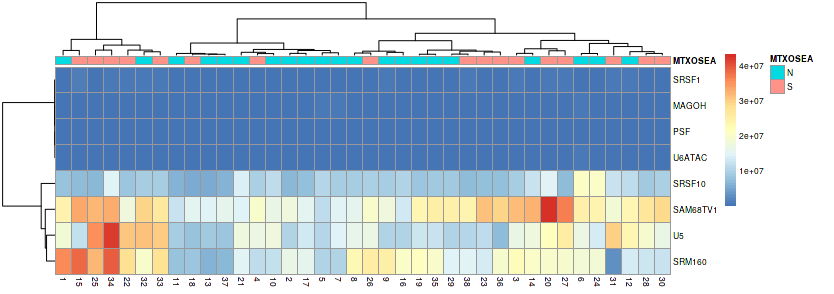 MTXOSEA
SRSF1
MAGOH
PSF
U6ATAC
SRSF10
SAM68TV1
U5
SRM160
4e+07
3e+07
2e+07
1e+07
MTXOSEA
N
S
1 15 25 34 22 32 33 11 18 13 37 21 4 10 2 17 5 7 8 26 9 16 19 35 29 38 23 36 3 14 20 27 6 24 31 12 28 30